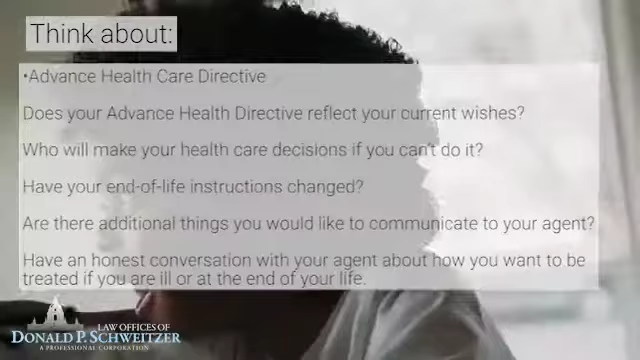 Think about:
•Advance Health Care Directive
Does your Advance Health Directive reflect your current wishes?
Who will make your health care decisions if you can't do it?
Have your end-of-life instructions changed?
Are there additional things you would like to communicate to your agent?
Have an honest conversation with your agent about how you want to be
treated if you are ill or at the end of your life.
LAW OFFICES OF
DONALD P. SCHWEITZER
A PROFESSIONAL CORPORATION